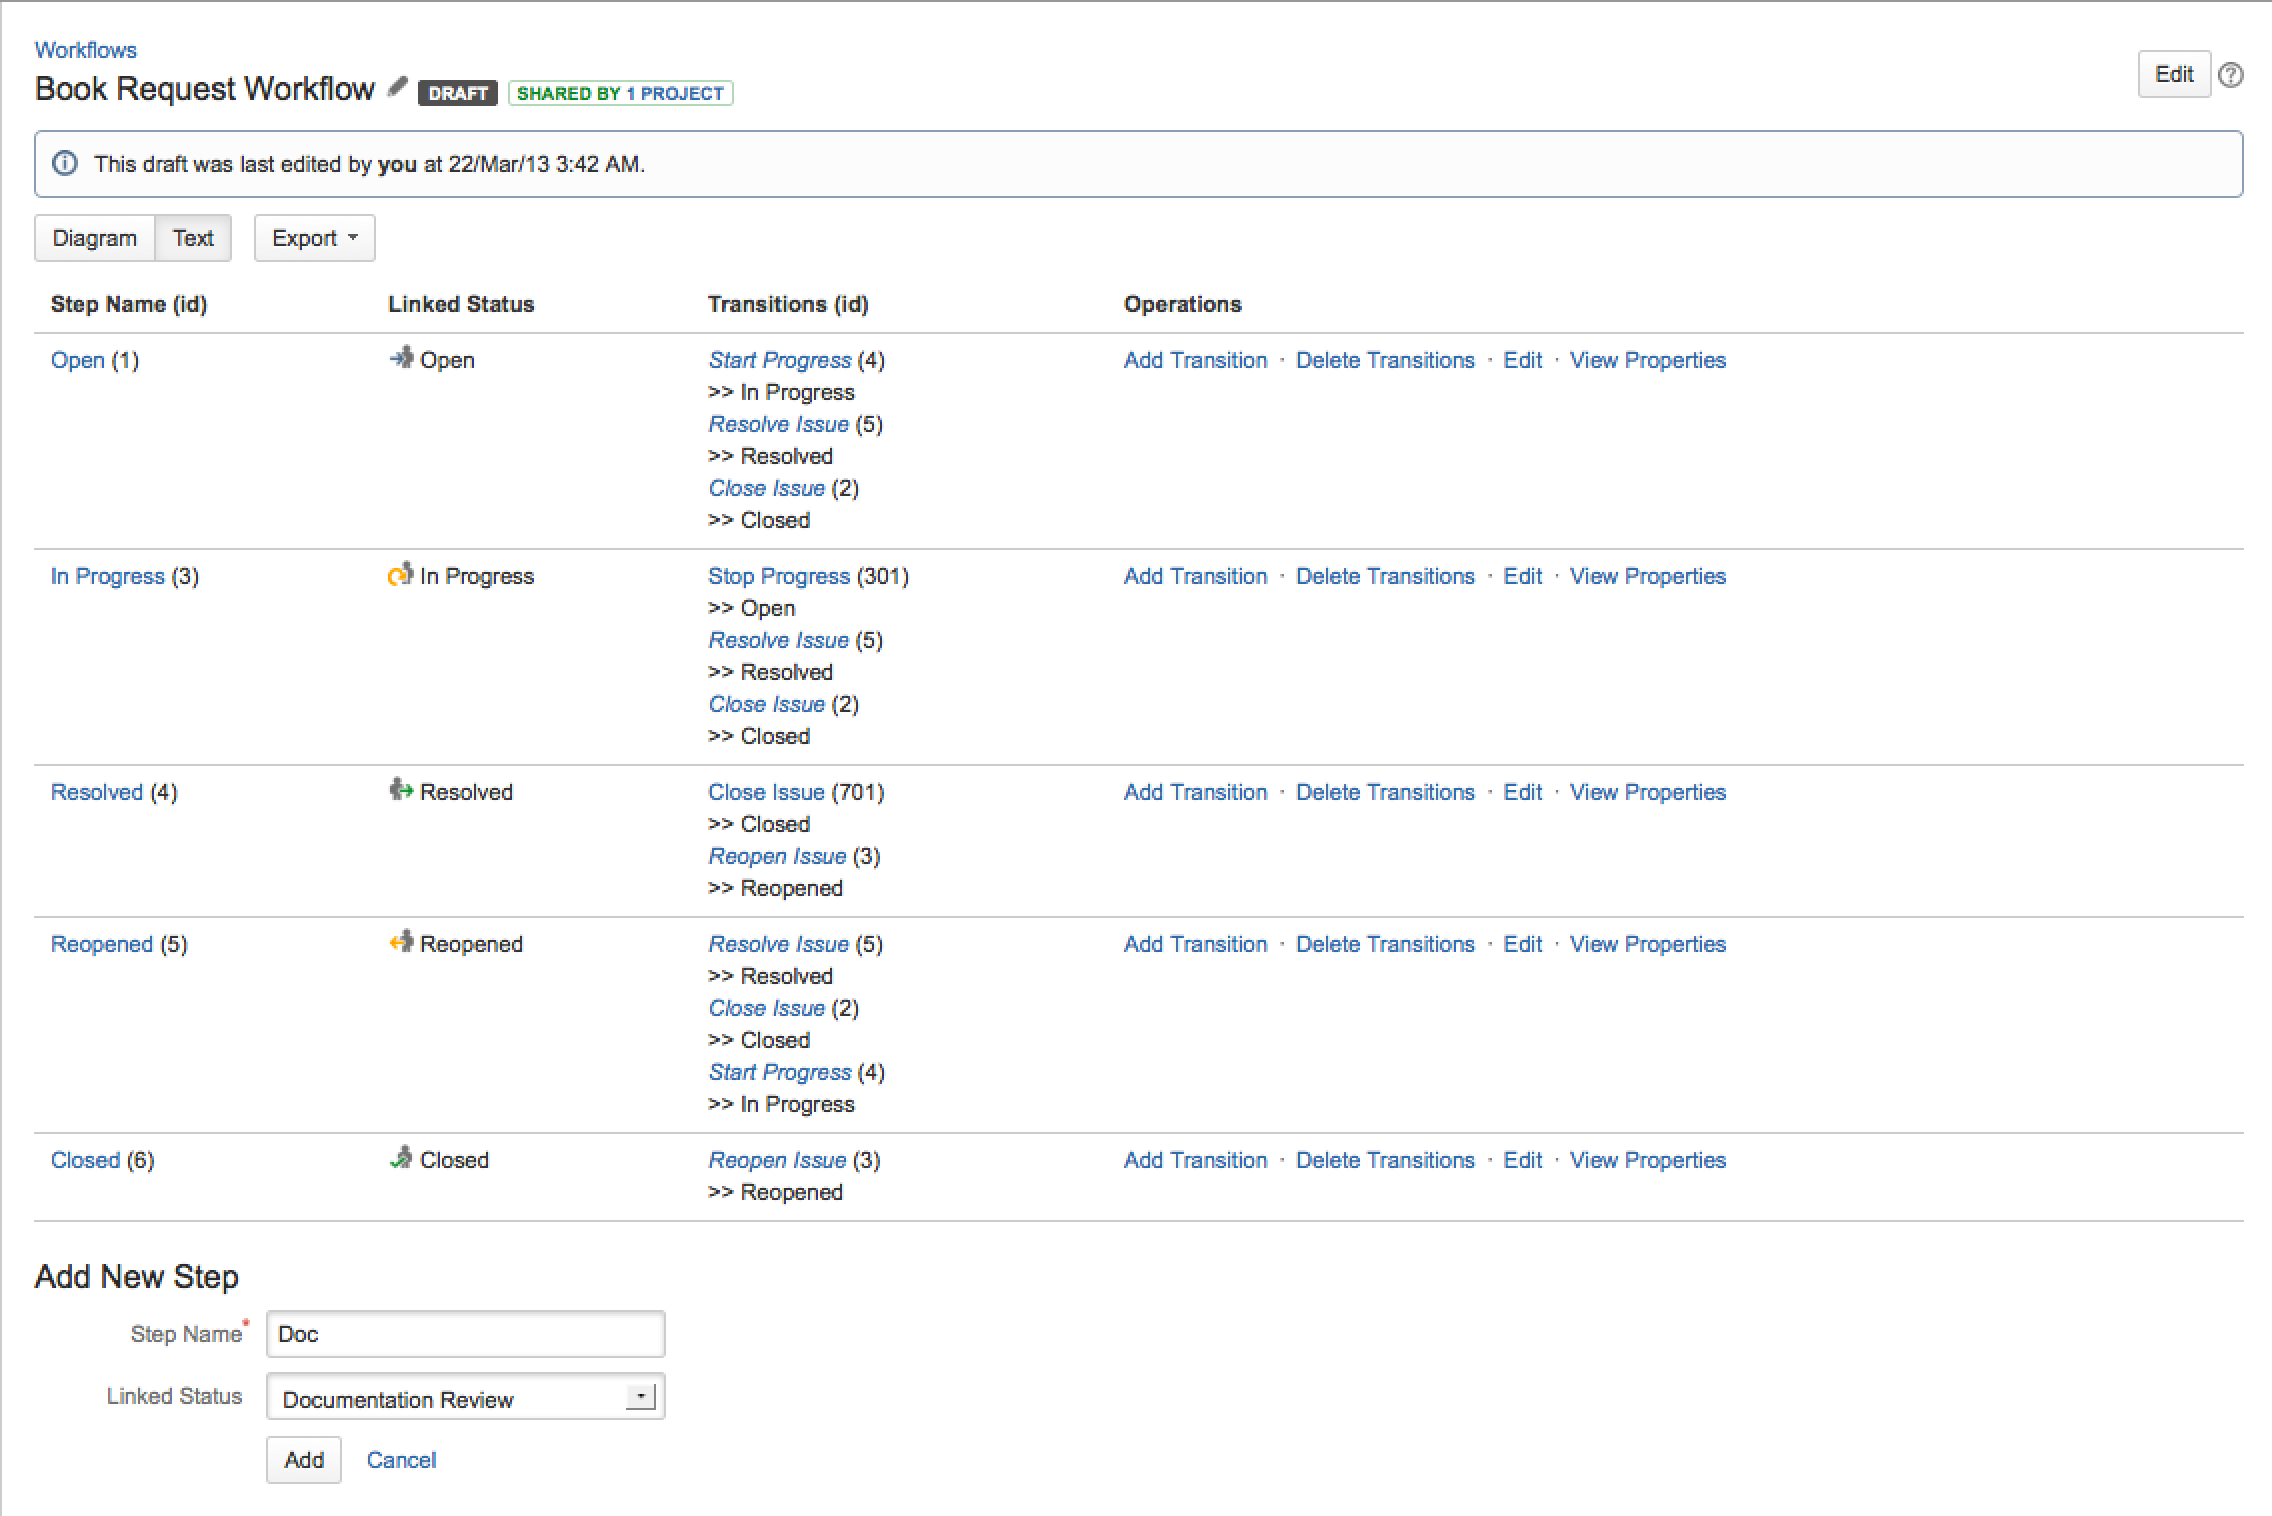 Workflows
Book Request Workflow DRAFT SHARED BY 1 PROJECT
Edit
This draft was last edited by you at 22/Mar/13 3:42 AM.
Diagram Text Export
Step Name (id) Linked Status Transitions (id) Operations
Open (1) Open Start Progress (4) Add Transition · Delete Transitions · Edit · View Properties
>> In Progress
Resolve Issue (5)
>> Resolved
Close Issue (2)
>> Closed
In Progress (3) In Progress Stop Progress (301) Add Transition · Delete Transitions · Edit · View Properties
>> Open
Resolve Issue (5)
>> Resolved
Close Issue (2)
>> Closed
Resolved (4) Resolved Close Issue (701) Add Transition · Delete Transitions · Edit · View Properties
>> Closed
Reopen Issue (3)
>> Reopened
Reopened (5) Reopened Resolve Issue (5) Add Transition · Delete Transitions · Edit · View Properties
>> Resolved
Close Issue (2)
>> Closed
Start Progress (4)
>> In Progress
Closed (6) Closed Reopen Issue (3) Add Transition · Delete Transitions · Edit · View Properties
>> Reopened
Add New Step
Step Name* Doc
Linked Status Documentation Review
Add Cancel